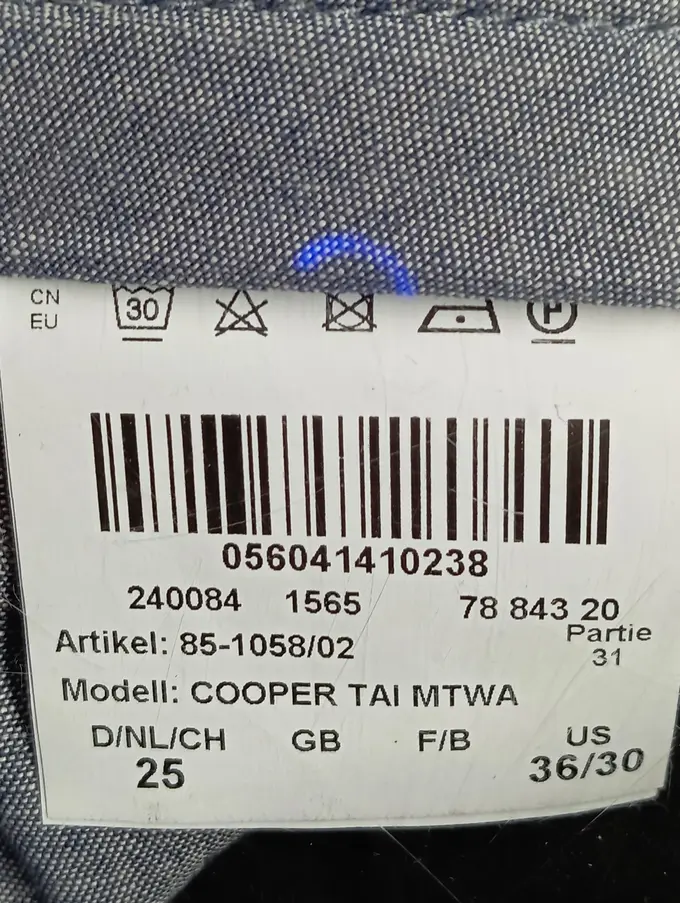 CN
EU
30
P
056041410238
240084 1565 78 843 20
Artikel: 85-1058/02
Partie
31
Modell: COOPER TAI MTWA
D/NL/CH GB F/B US
25 36/30